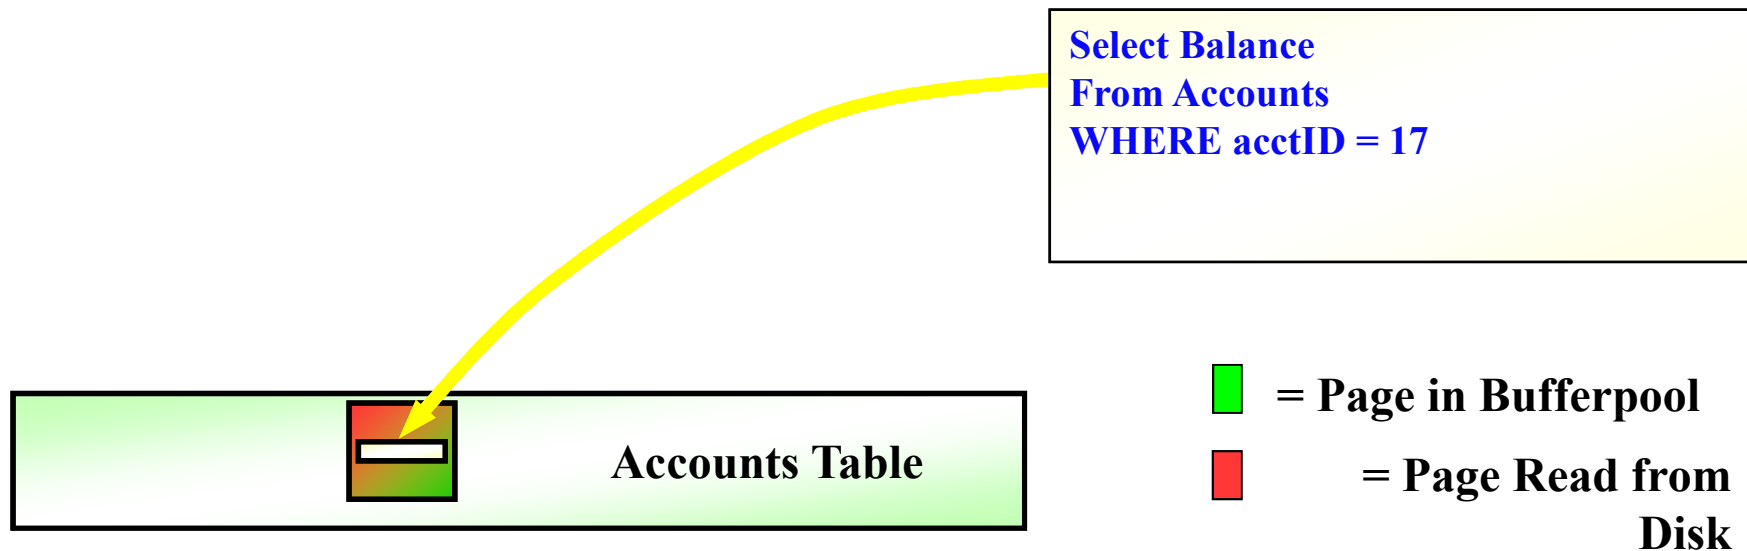 Select Balance
From Accounts
WHERE acctID = 17
= Page in Bufferpool
Accounts Table
= Page Read from
Disk